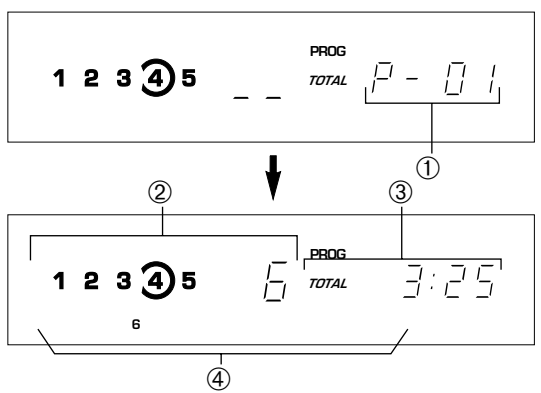 PROG
1 2 3 4 5 _ _ TOTAL P-01
①
② ③
PROG
1 2 3 4 5 6 TOTAL 3:25
6
④